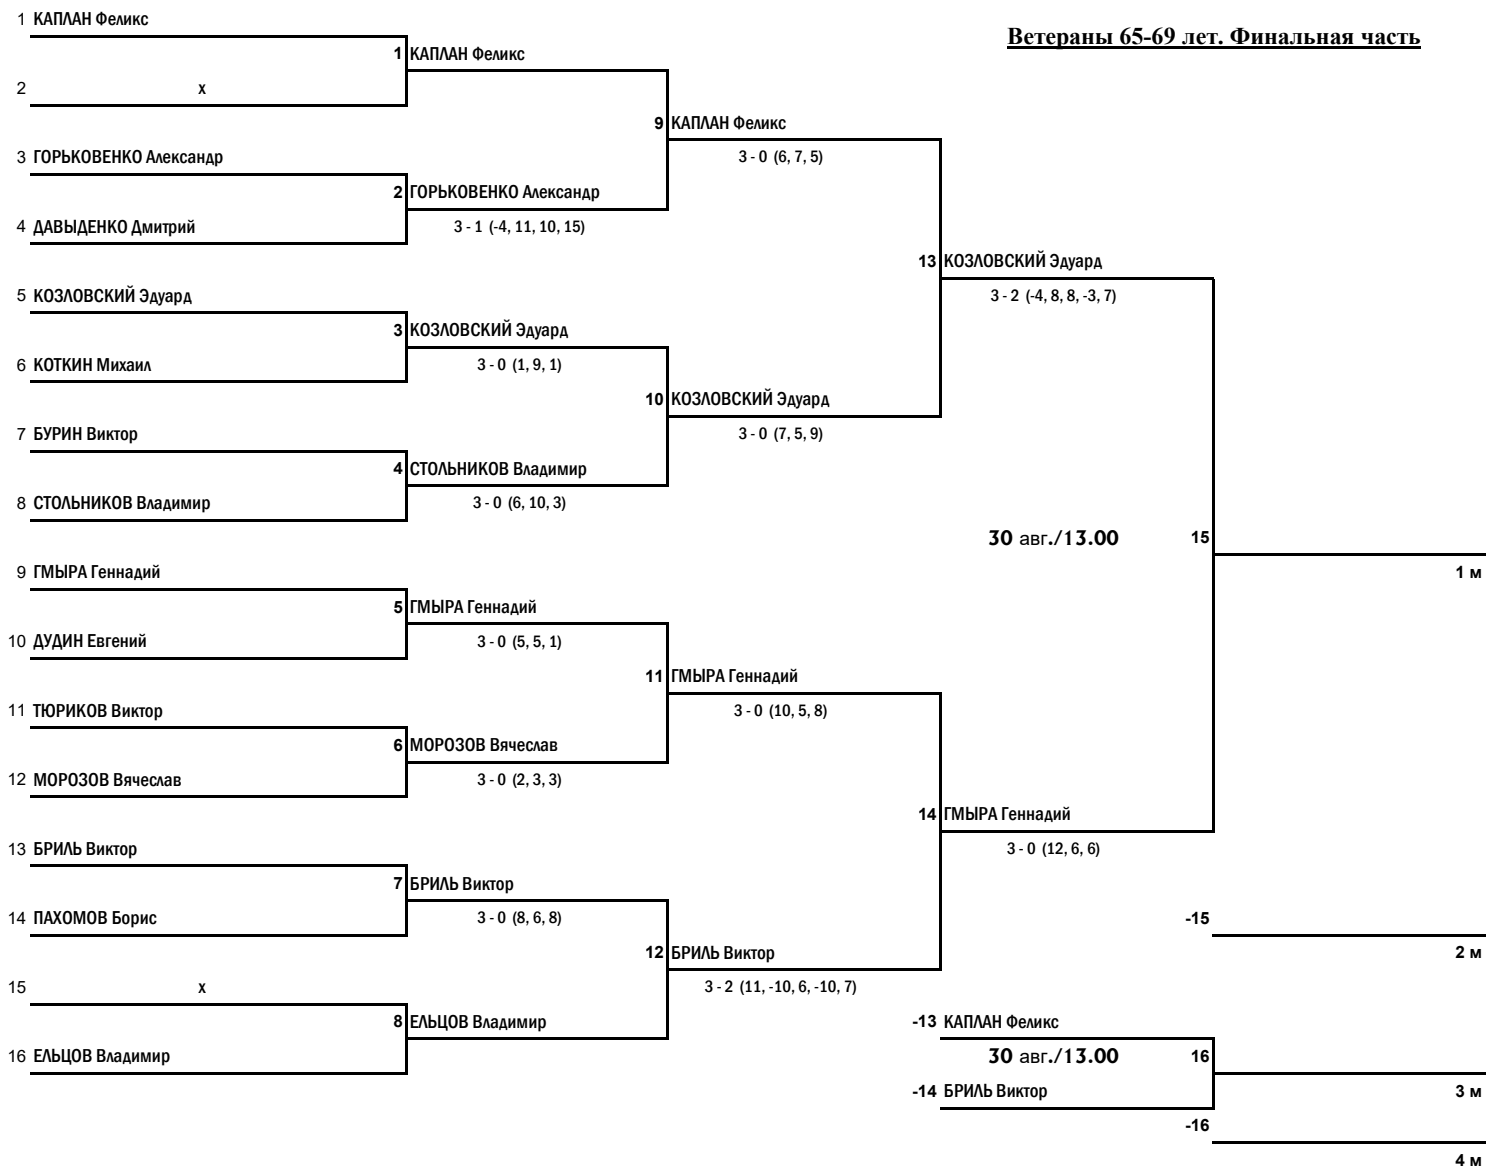 1 КАПЛАН Феликс
Ветераны 65-69 лет. Финальная часть
1 КАПЛАН Феликс
2 х
9 КАПЛАН Феликс
3 ГОРЬКОВЕНКО Александр
3 - 0 (6, 7, 5)
2 ГОРЬКОВЕНКО Александр
4 ДАВЫДЕНКО Дмитрий
3 - 1 (-4, 11, 10, 15)
13 КОЗЛОВСКИЙ Эдуард
5 КОЗЛОВСКИЙ Эдуард
3 - 2 (-4, 8, 8, -3, 7)
3 КОЗЛОВСКИЙ Эдуард
6 КОТКИН Михаил
3 - 0 (1, 9, 1)
10 КОЗЛОВСКИЙ Эдуард
7 БУРИН Виктор
3 - 0 (7, 5, 9)
4 СТОЛЬНИКОВ Владимир
8 СТОЛЬНИКОВ Владимир
3 - 0 (6, 10, 3)
30 авг./13.00 15
9 ГМЫРА Геннадий
1 м
5 ГМЫРА Геннадий
10 ДУДИН Евгений
3 - 0 (5, 5, 1)
11 ГМЫРА Геннадий
11 ТЮРИКОВ Виктор
3 - 0 (10, 5, 8)
6 МОРОЗОВ Вячеслав
12 МОРОЗОВ Вячеслав
3 - 0 (2, 3, 3)
14 ГМЫРА Геннадий
13 БРИЛЬ Виктор
3 - 0 (12, 6, 6)
7 БРИЛЬ Виктор
14 ПАХОМОВ Борис
3 - 0 (8, 6, 8)
-15
12 БРИЛЬ Виктор
2 м
15 х
3 - 2 (11, -10, 6, -10, 7)
8 ЕЛЬЦОВ Владимир
-13 КАПЛАН Феликс
16 ЕЛЬЦОВ Владимир
30 авг./13.00 16
-14 БРИЛЬ Виктор
3 м
-16
4 м